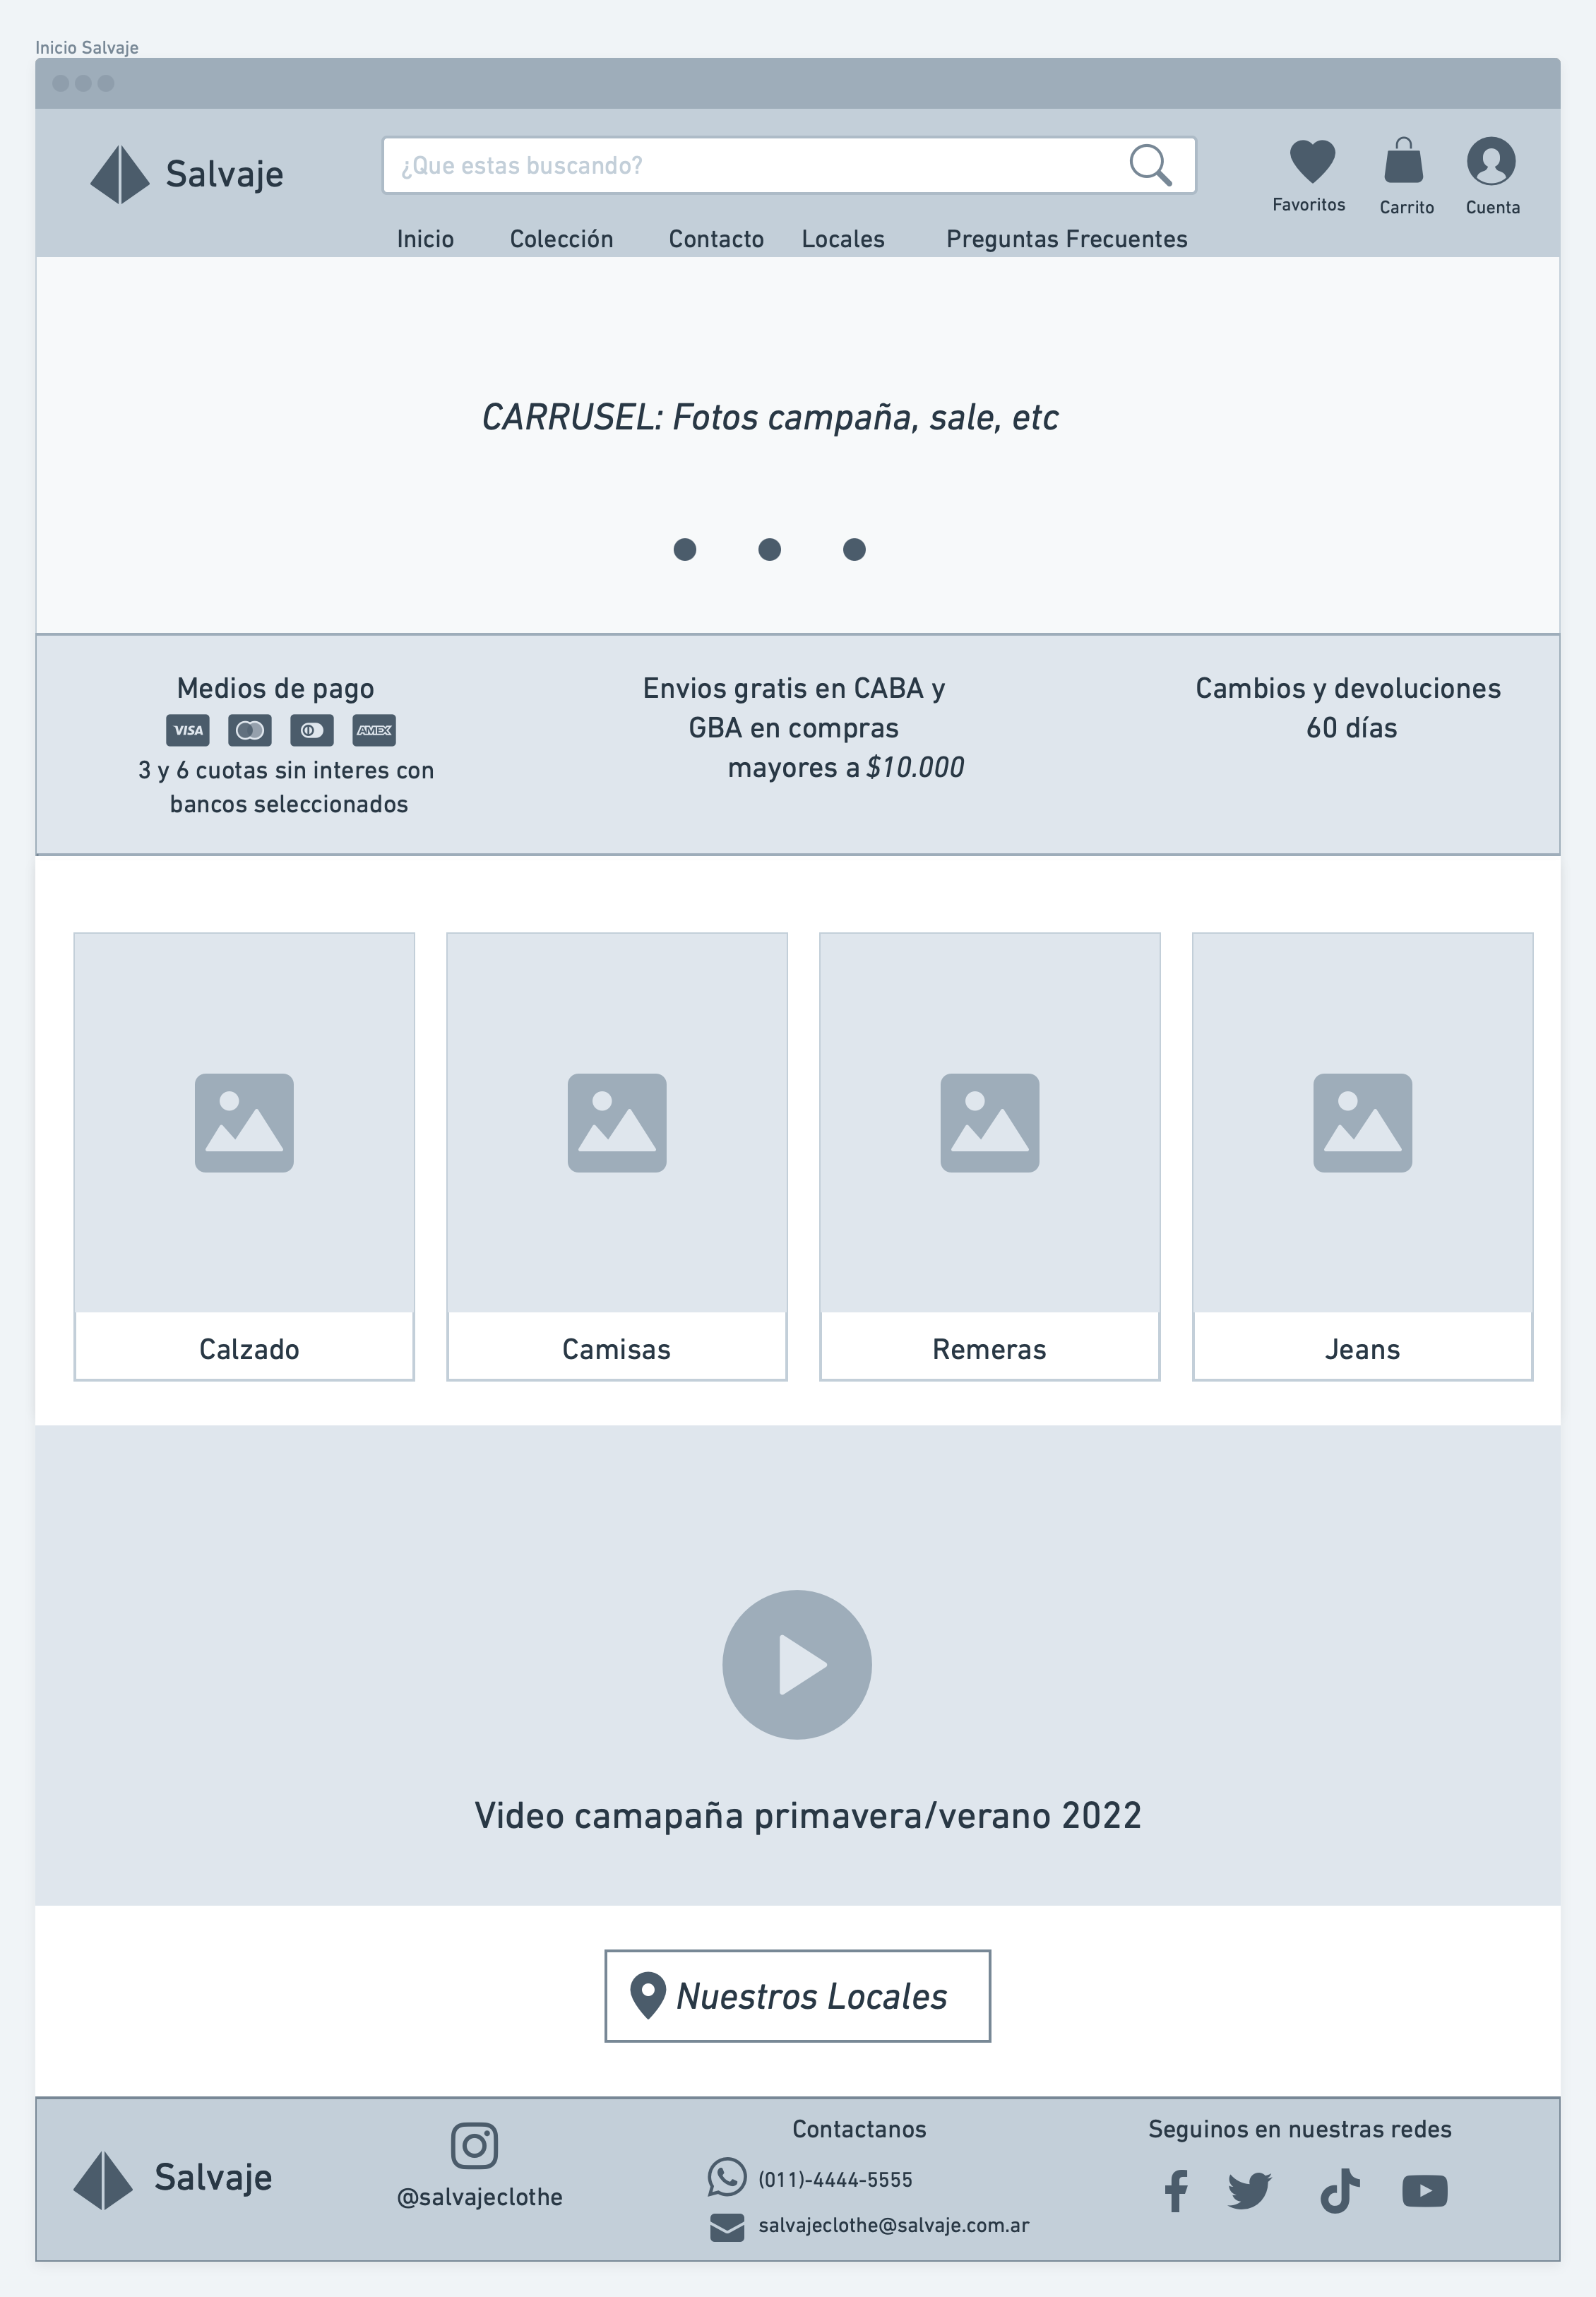 Inicio Salvaje
Salvaje
¿Que estas buscando?
Favoritos
Carrito
Cuenta
Inicio
Colección
Contacto
Locales
Preguntas Frecuentes
CARRUSEL: Fotos campaña, sale, etc
Medios de pago
VISA
AMEX
3 y 6 cuotas sin interes con
bancos seleccionados
Envios gratis en CABA y
GBA en compras
mayores a $10.000
Cambios y devoluciones
60 días
Calzado
Camisas
Remeras
Jeans
Video camapaña primavera/verano 2022
Nuestros Locales
Salvaje
@salvajeclothe
Contactanos
(011)-4444-5555
salvajeclothe@salvaje.com.ar
Seguinos en nuestras redes